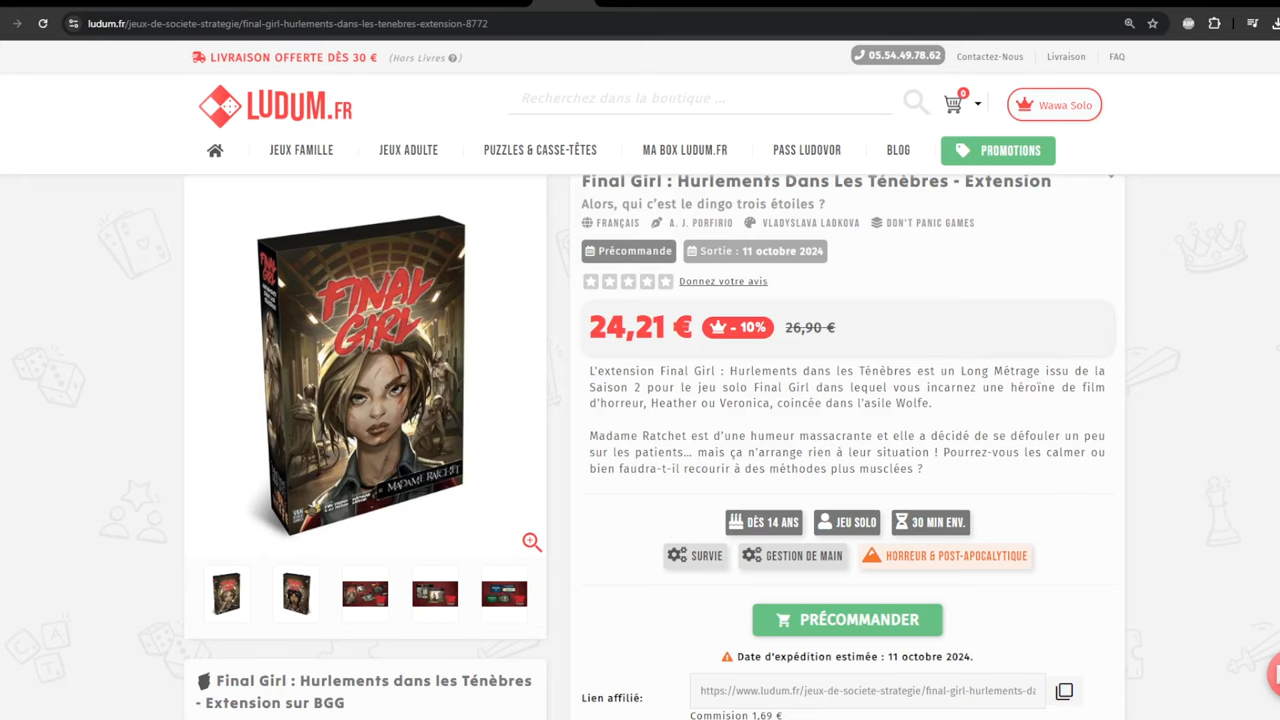 ludum.fr/jeux-de-societe-strategie/final-girl-hurlements-dans-les-tenebres-extension-8772
LIVRAISON OFFERTE DÈS 30 € (Hors Livres ?)
05.54.49.78.62 Contactez-Nous Livraison FAQ
LUDUM.FR
Recherchez dans la boutique ...
0
Wawa Solo
JEUX FAMILLE JEUX ADULTE PUZZLES & CASSE-TÊTES MA BOX LUDUM.FR PASS LUDOVOR BLOG PROMOTIONS
FINAL GIRL
MADAME RATCHET
Final Girl : Hurlements Dans Les Ténèbres - Extension
Alors, qui c’est le dingo trois étoiles ?
FRANÇAIS A. J. PORFIRIO VLADYSLAVA LADKOVA DON'T PANIC GAMES
Précommande Sortie : 11 octobre 2024
Donnez votre avis
24,21 € - 10% 26,90 €
L'extension Final Girl : Hurlements dans les Ténèbres est un Long Métrage issu de la
Saison 2 pour le jeu solo Final Girl dans lequel vous incarnez une héroïne de film
d'horreur, Heather ou Veronica, coincée dans l'asile Wolfe.
Madame Ratchet est d'une humeur massacrante et elle a décidé de se défouler un peu
sur les patients... mais ça n'arrange rien à leur situation ! Pourrez-vous les calmer ou
bien faudra-t-il recourir à des méthodes plus musclées ?
DÈS 14 ANS JEU SOLO 30 MIN ENV.
SURVIE GESTION DE MAIN HORREUR & POST-APOCALYTIQUE
PRÉCOMMANDER
Date d'expédition estimée : 11 octobre 2024.
Lien affilié: https://www.ludum.fr/jeux-de-societe-strategie/final-girl-hurlements-da
Commision 1,69 €
Final Girl : Hurlements dans les Ténèbres
- Extension sur BGG